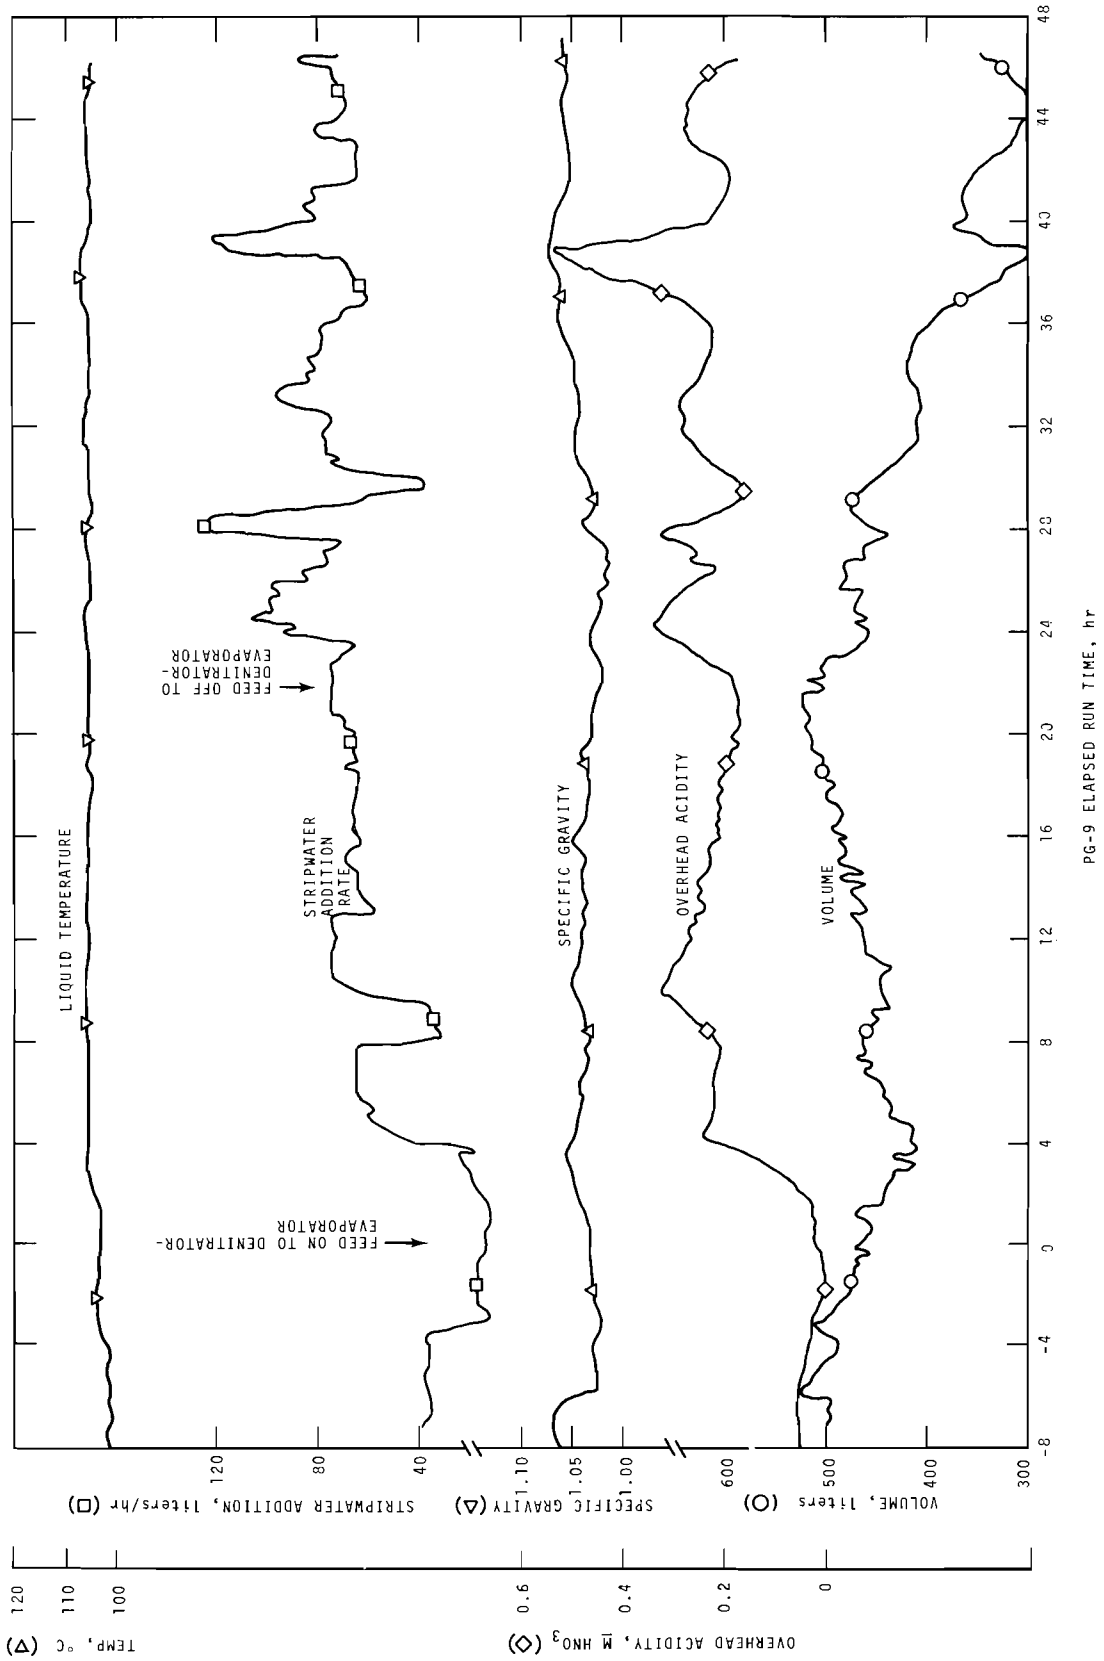 TEMP, °C (△)
120
110
100
OVERHEAD ACIDITY, M HNO3 (◇)
0.6
0.4
0.2
0
STRIPWATER ADDITION, liters/hr (□)
120
80
40
SPECIFIC GRAVITY (▽)
1.10
1.05
1.00
VOLUME, liters (○)
600
500
400
300
LIQUID TEMPERATURE
STRIPWATER
ADDITION
RATE
SPECIFIC GRAVITY
OVERHEAD ACIDITY
VOLUME
FEED ON TO DENITRATOR-
EVAPORATOR
FEED OFF TO
DENITRATOR-
EVAPORATOR
-8
-4
0
4
8
12
16
20
24
28
32
36
40
44
48
PG-9 ELAPSED RUN TIME, hr